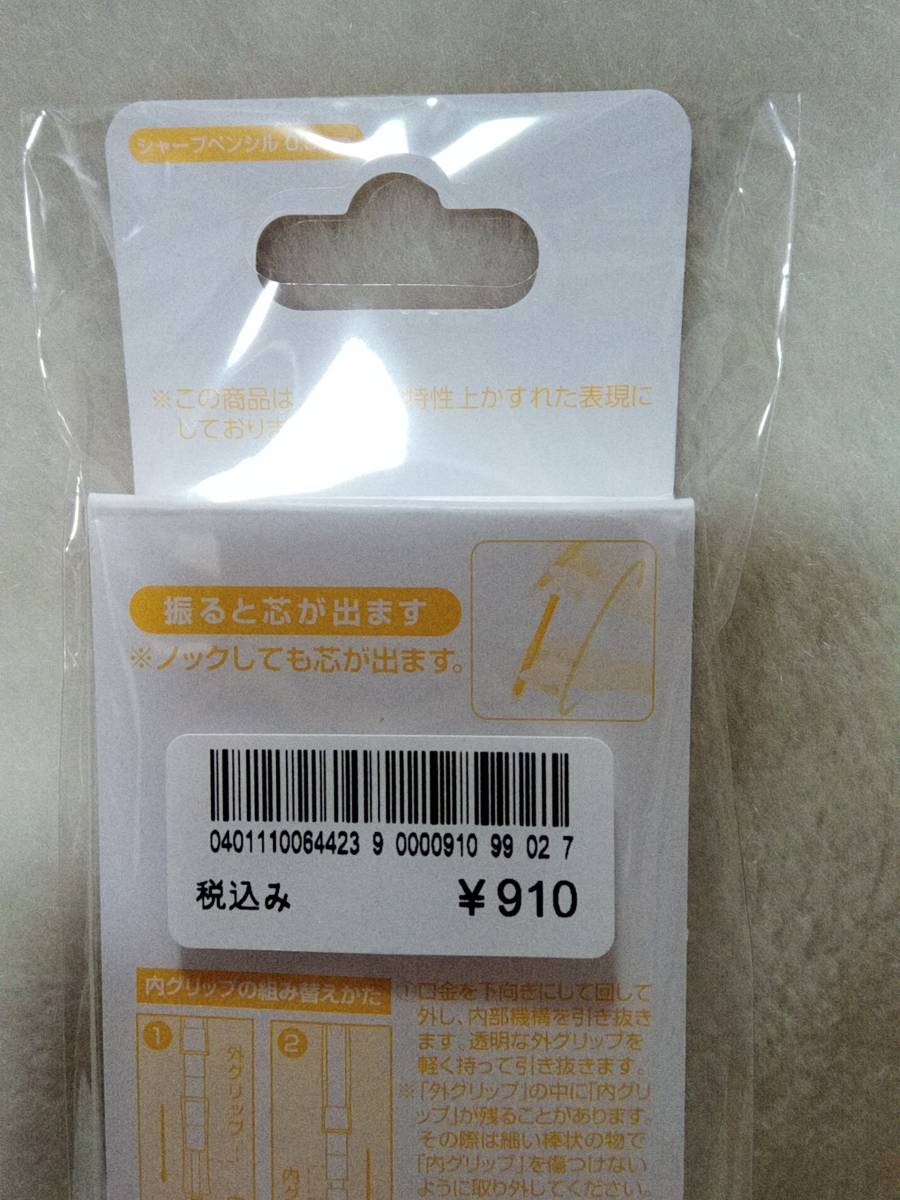 シャープペンシル
※この商品は 特性上かすれた表現に
しておりま
振ると芯が出ます
※ノックしても芯が出ます。
0401110064423 9 0000910 99 02 7
税込み ¥910
内グリップの組み替えかた
1
外グリップ
2
内グ
①口金を下向きにして回して
外し、内部機構を引き抜き
ます。透明な外グリップを
軽く持って引き抜きます。
※「外グリップ」の中に「内グリ
ップ」が残ることがあります。
その際は細い棒状の物で
「内グリップ」を傷つけない
ように取り外してください。